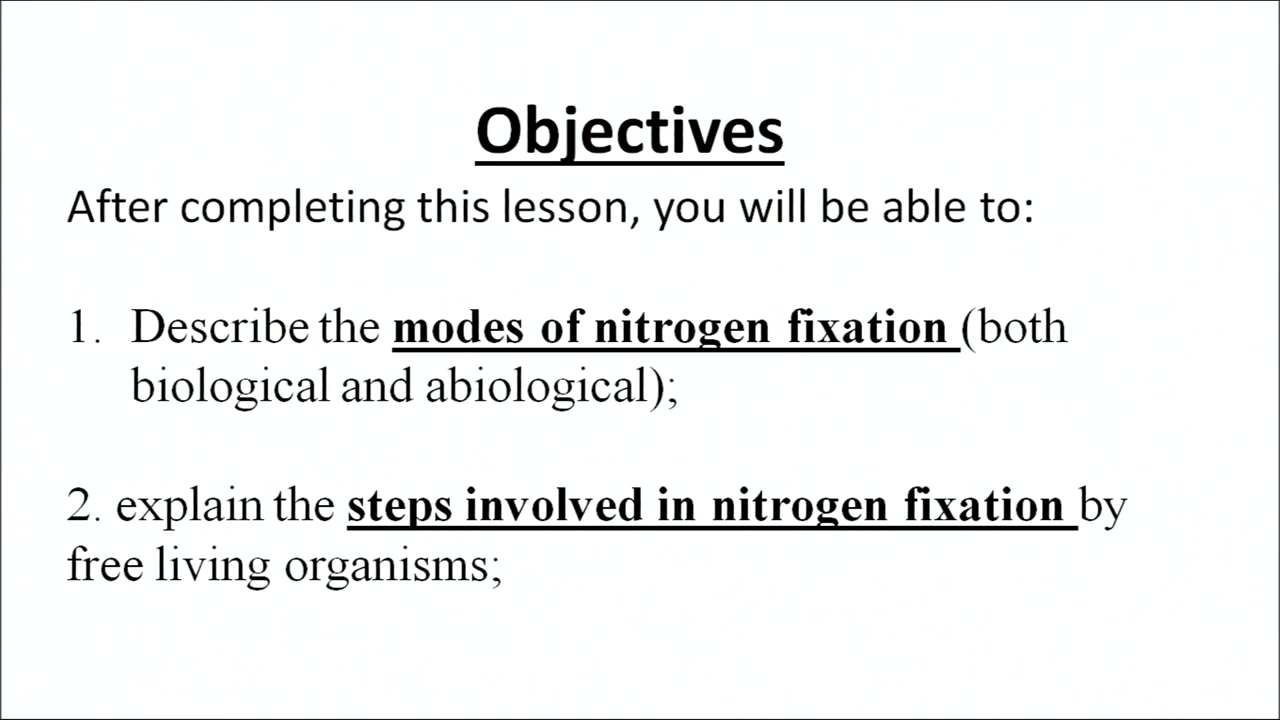 Objectives
After completing this lesson, you will be able to:
1. Describe the modes of nitrogen fixation (both
biological and abiological);
2. explain the steps involved in nitrogen fixation by
free living organisms;